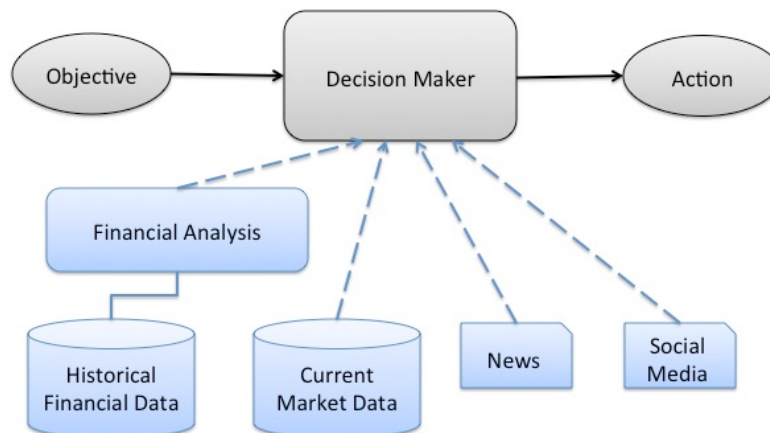 Objective
Decision Maker
Action
Financial Analysis
Historical
Financial Data
Current
Market Data
News
Social
Media